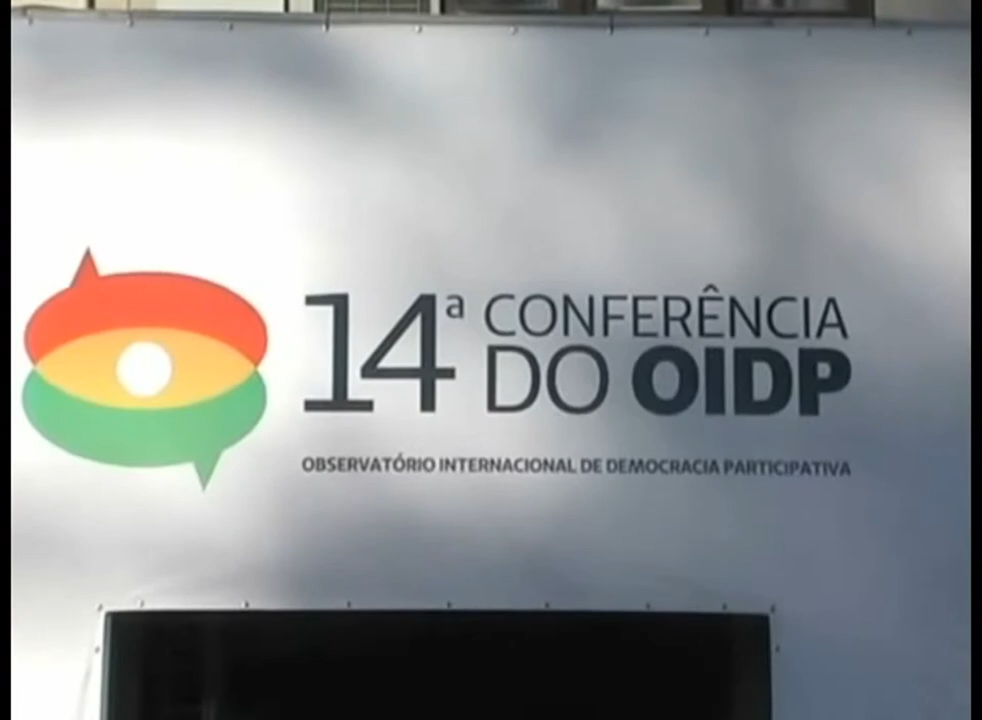 14ª CONFERÊNCIA
DO OIDP
OBSERVATÓRIO INTERNACIONAL DE DEMOCRACIA PARTICIPATIVA